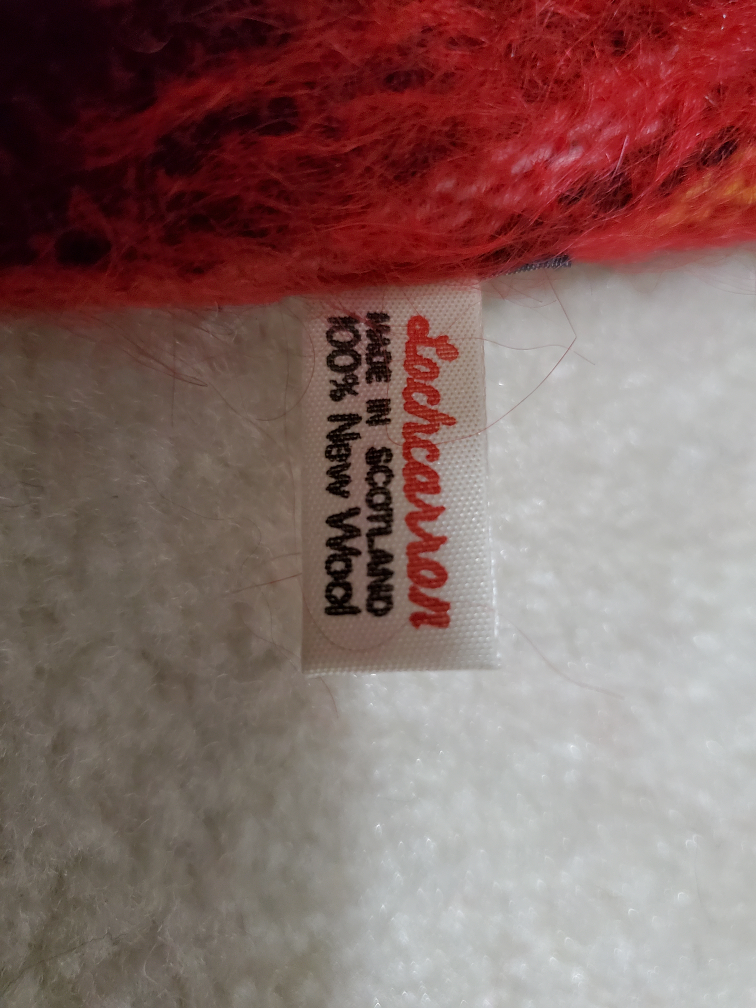 Lochcarron
MADE IN SCOTLAND
100% New Wool